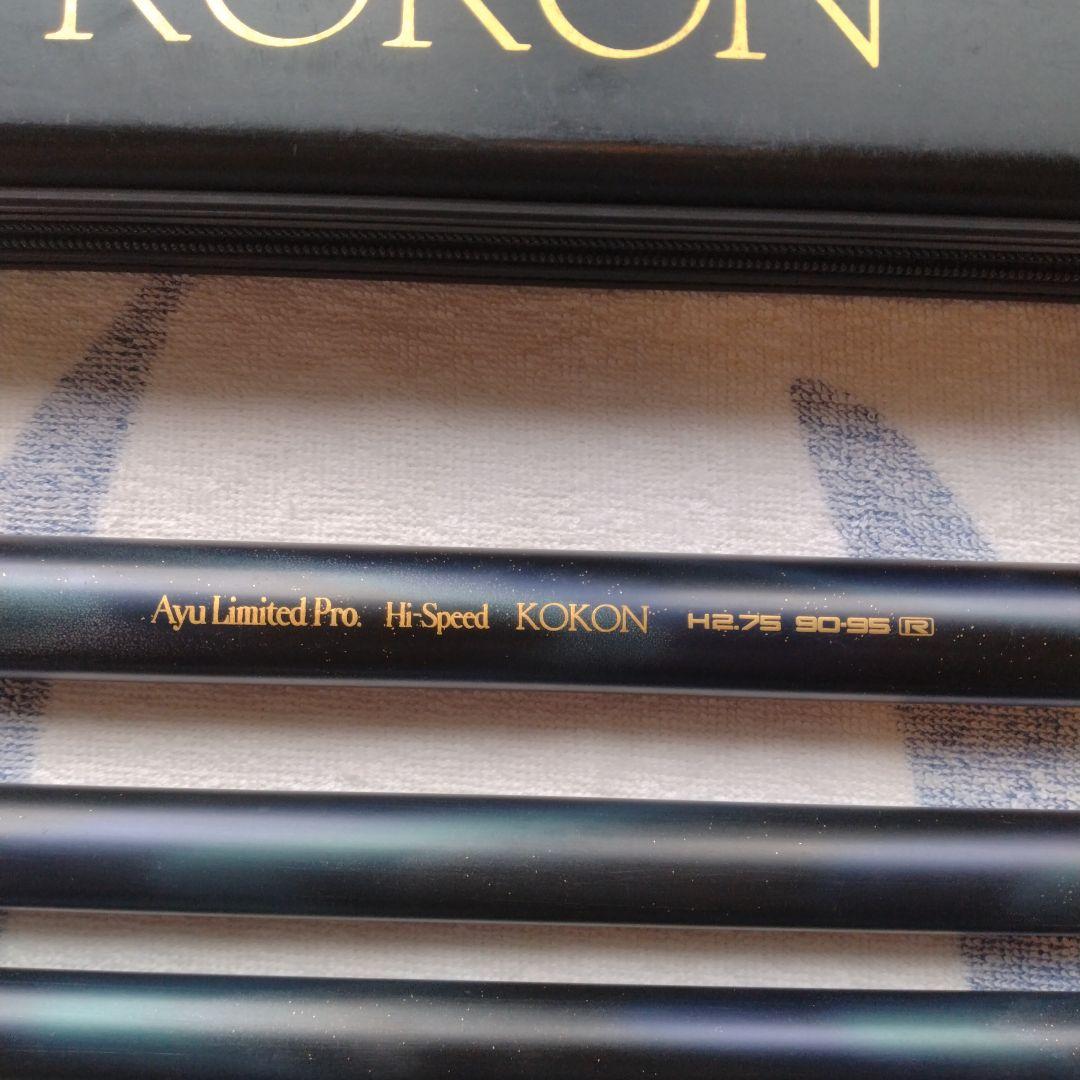 KOKON
Ayu Limited Pro. Hi-Speed KOKON H2.75 90-95 R